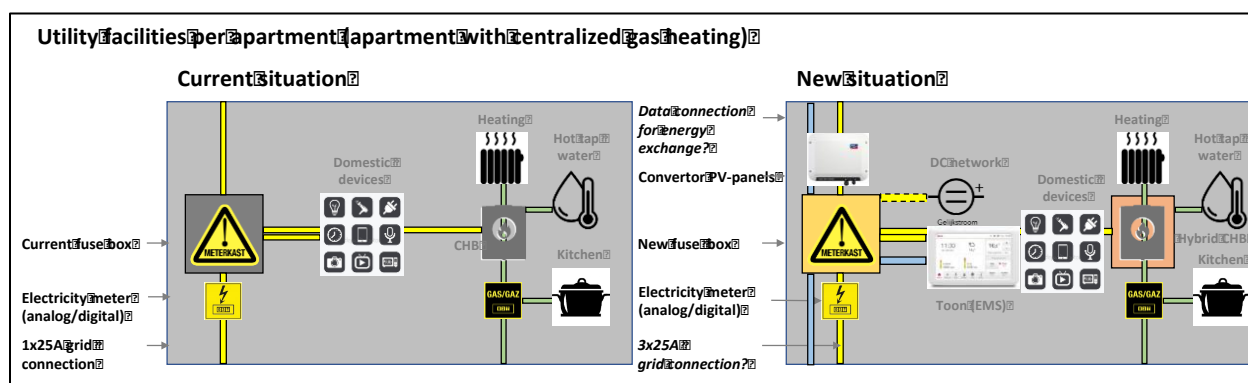 Utility facilities per apartment (apartment with centralized gas heating)
Current situation
New situation
Heating
Hot tap
water
Domestic
devices
METERKAST
CHB
Kitchen
GAS/GAZ
Current fuse box
Electricity meter
(analog/digital)
1x25A grid
connection
Data connection
for energy
exchange?
Convertor PV-panels
New fuse box
Electricity meter
(analog/digital)
3x25A
grid connection?
METERKAST
DC network
Gelijkstroom
Toon (EMS)
Domestic
devices
Heating
Hot tap
water
Hybrid CHB
Kitchen
GAS/GAZ